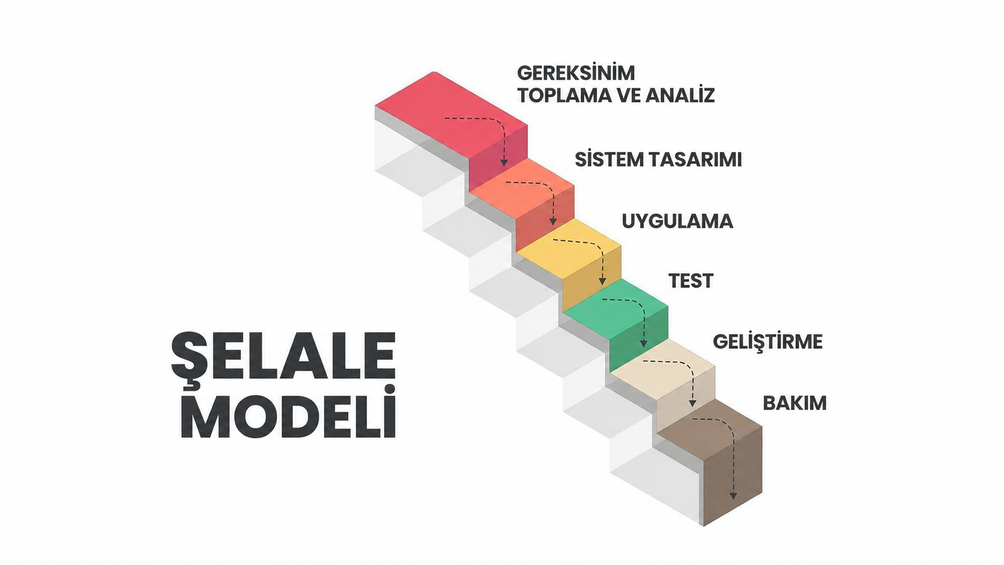 GEREKSİNİM
TOPLAMA VE ANALİZ
SİSTEM TASARIMI
UYGULAMA
TEST
GELİŞTİRME
BAKIM
ŞELALE
MODELİ